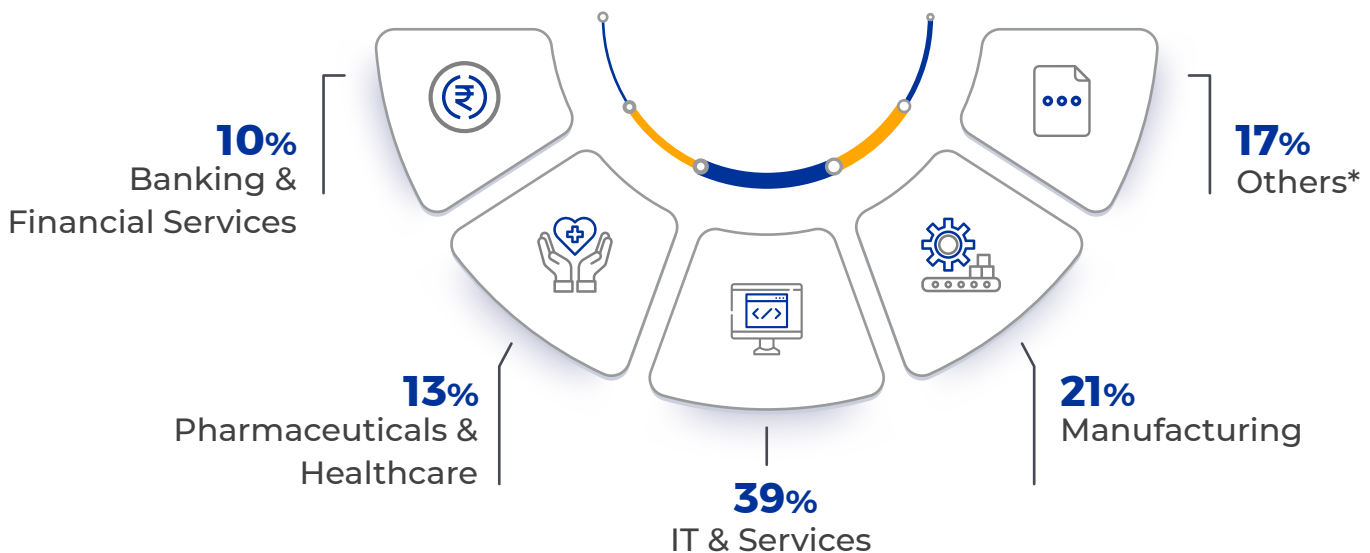 10%
Banking &
Financial Services
13%
Pharmaceuticals &
Healthcare
39%
IT & Services
21%
Manufacturing
17%
Others*